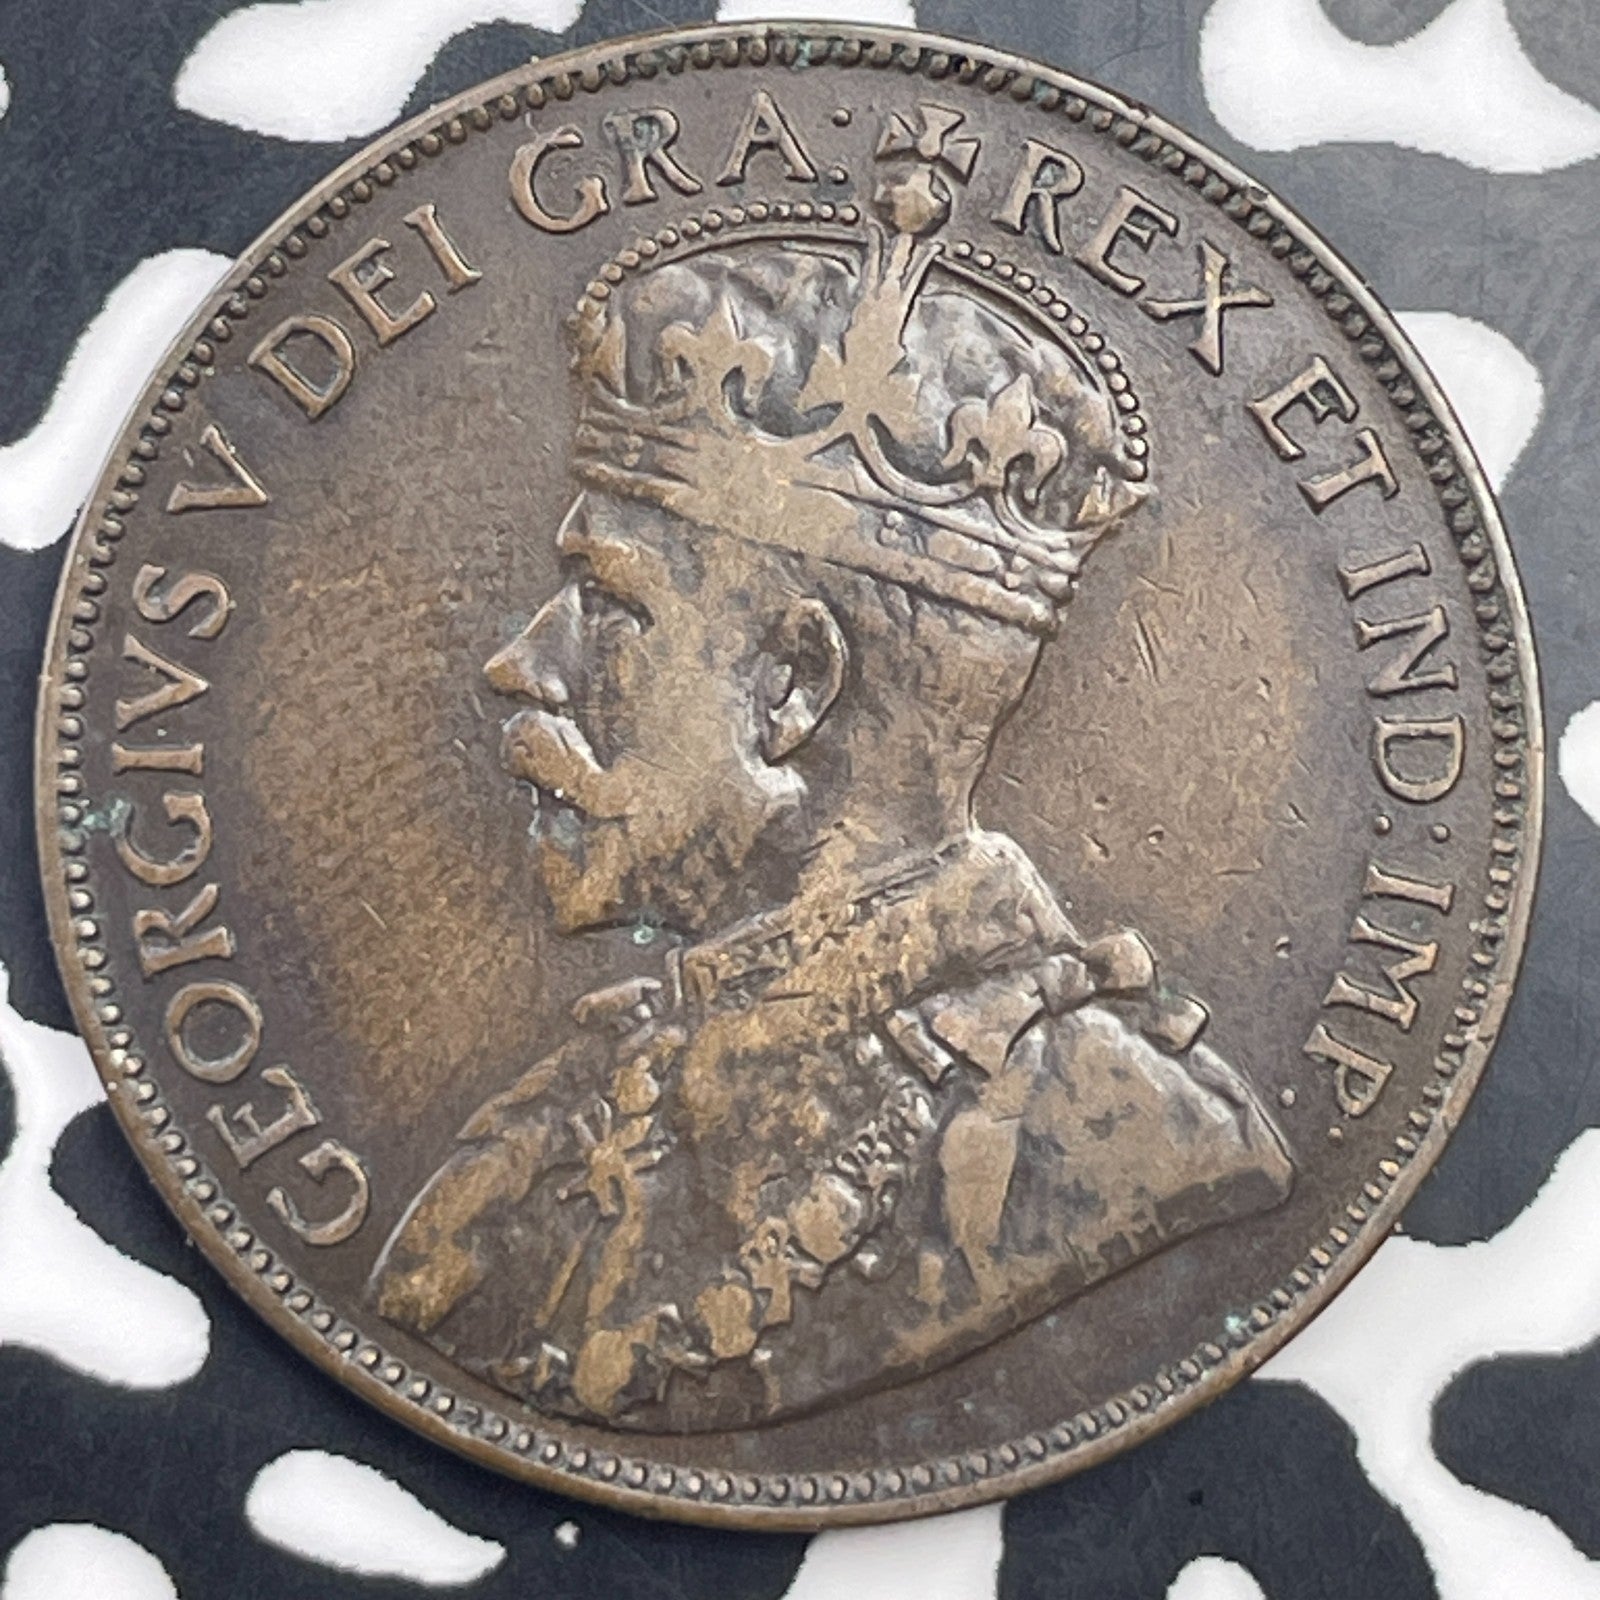 GEORGIVS V DEI GRA: REX ET IND: IMP: